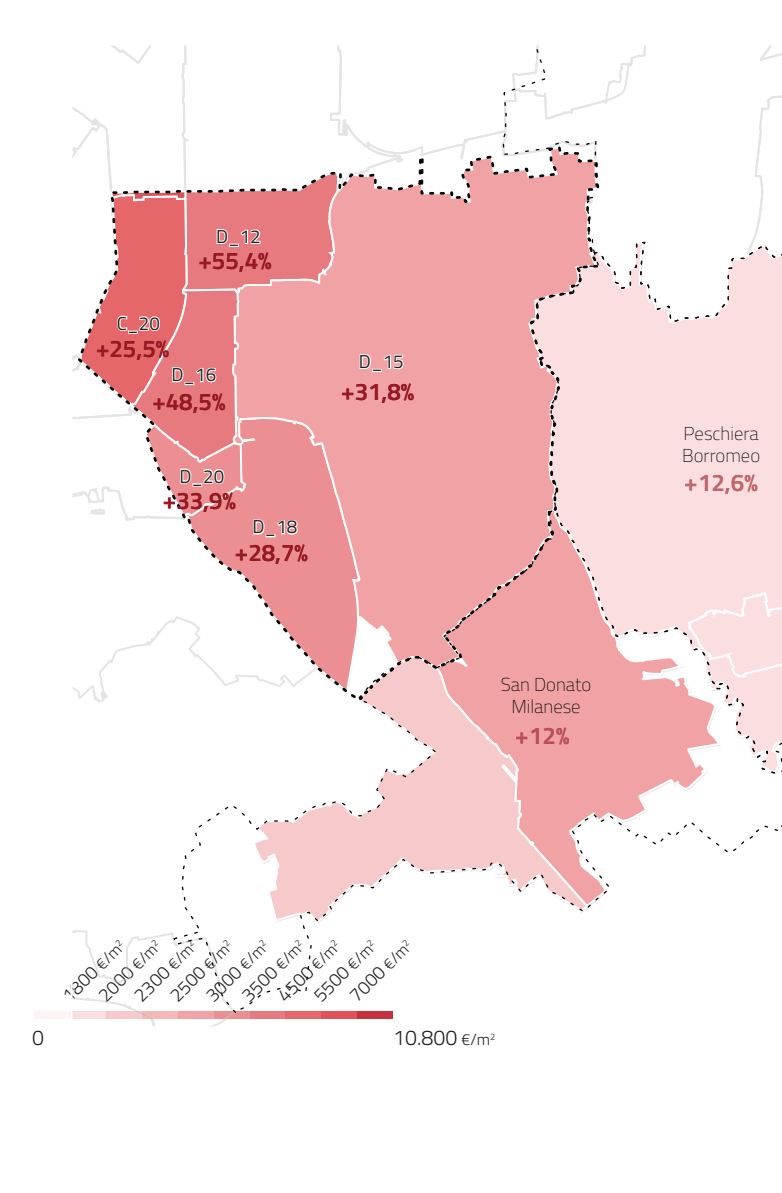 D_12
+55,4%
C_20
+25,5%
D_16
+48,5%
D_15
+31,8%
Peschiera
Borromeo
+12,6%
D_20
+33,9%
D_18
+28,7%
San Donato
Milanese
+12%
1800 €/m²
2000 €/m²
2300 €/m²
2500 €/m²
3000 €/m²
3500 €/m²
4500 €/m²
5500 €/m²
7000 €/m²
0
10.800 €/m²